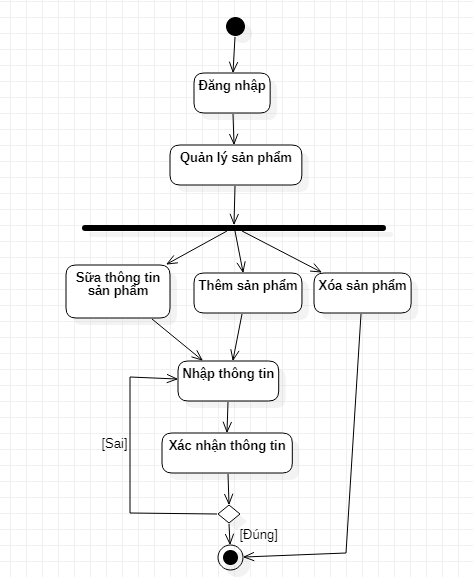 Đăng nhập
Quản lý sản phẩm
Sữa thông tin
sản phẩm
Thêm sản phẩm
Xóa sản phẩm
Nhập thông tin
Xác nhận thông tin
[Sai]
[Đúng]